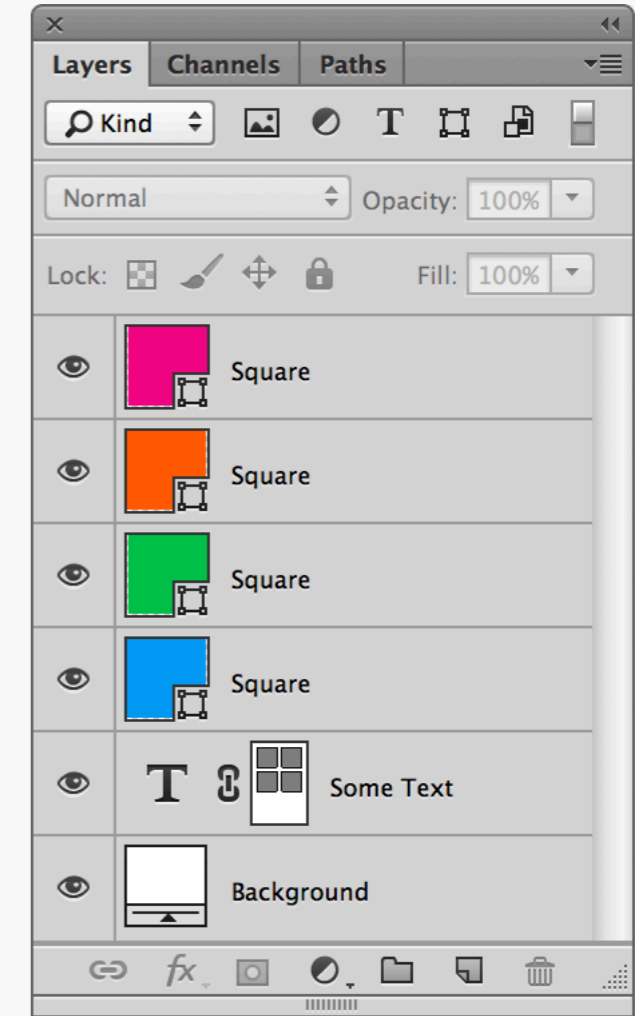 Layers Channels Paths
Kind T
Normal Opacity: 100%
Lock: Fill: 100%
Square
Square
Square
Square
T Some Text
Background
fx